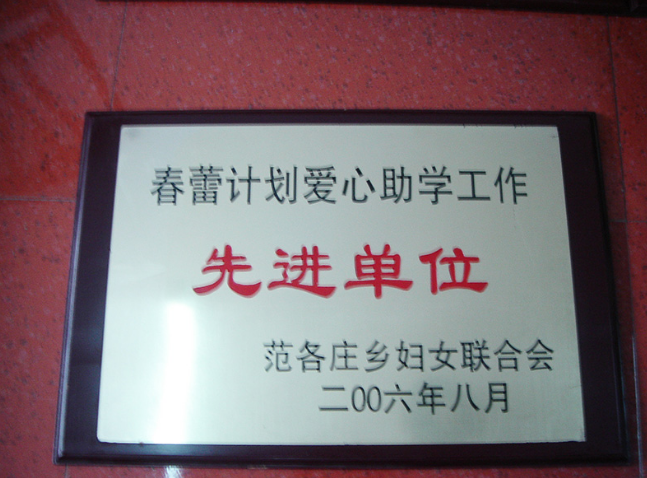 春蕾计划爱心助学工作
先进单位
范各庄乡妇女联合会
二00六年八月